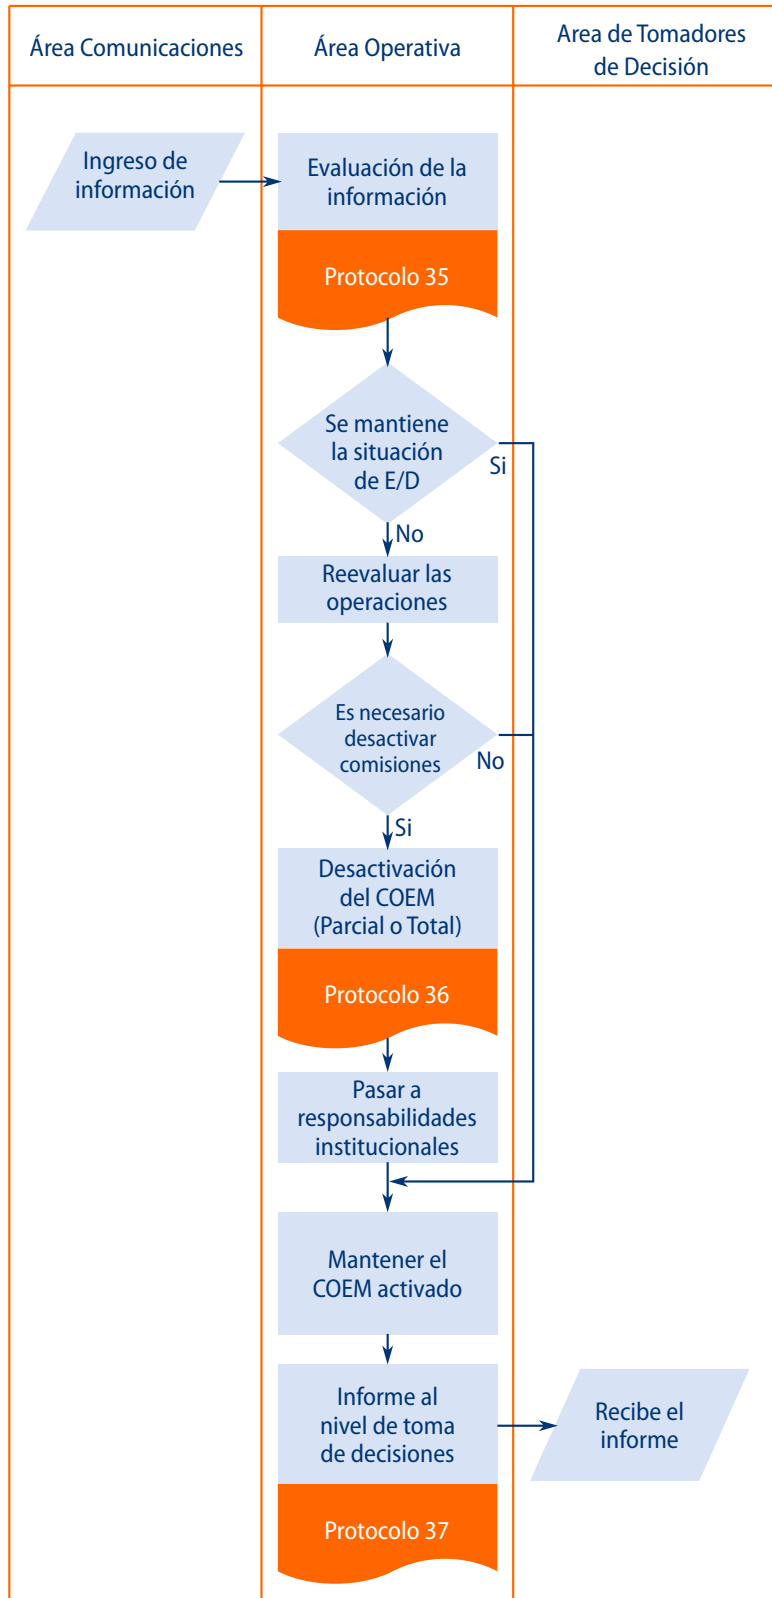 Área Comunicaciones
Área Operativa
Area de Tomadores
de Decisión
Ingreso de
información
Evaluación de la
información
Protocolo 35
Se mantiene
la situación
de E/D
Si
No
Reevaluar las
operaciones
Es necesario
desactivar
comisiones
No
Si
Desactivación
del COEM
(Parcial o Total)
Protocolo 36
Pasar a
responsabilidades
institucionales
Mantener el
COEM activado
Informe al
nivel de toma
de decisiones
Recibe el
informe
Protocolo 37